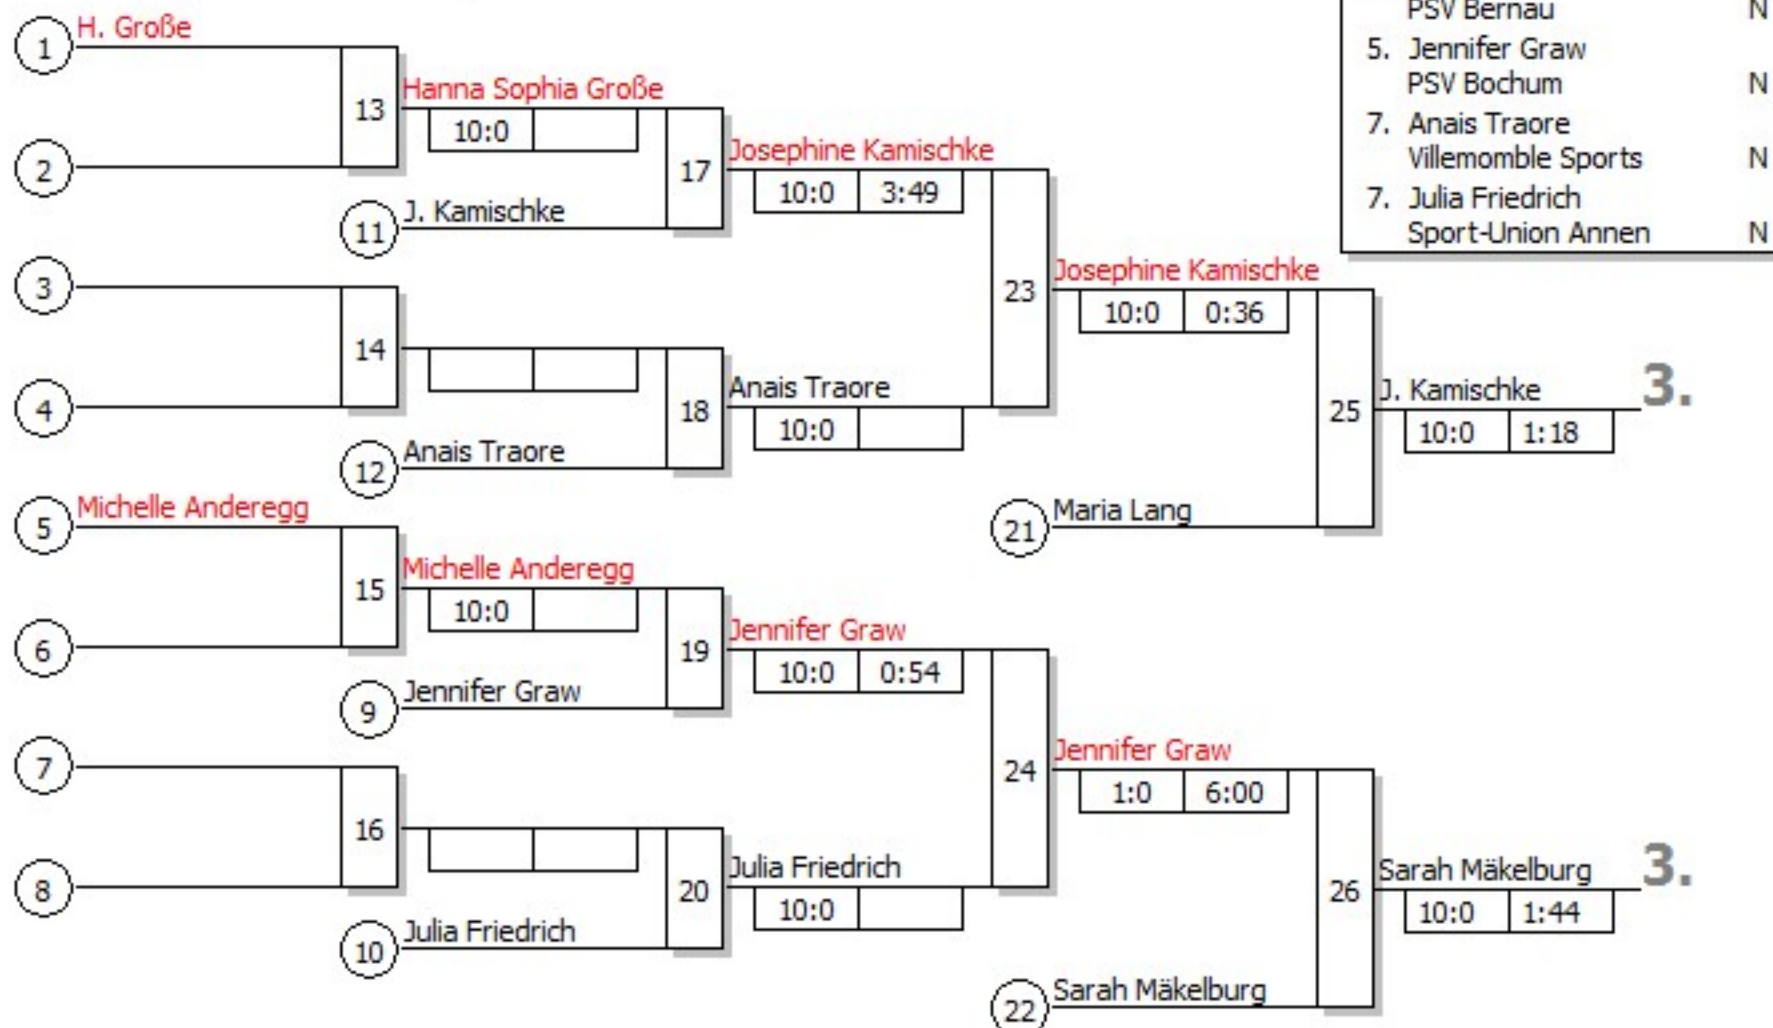 PSV Bernau N
5. Jennifer Graw
PSV Bochum N
7. Anais Traore
Villemomble Sports N
7. Julia Friedrich
Sport-Union Annen N
H. Große
1
13
Hanna Sophia Große
10:0
2
17
Josephine Kamischke
10:0 3:49
J. Kamischke
11
3
14
4
18
Anais Traore
10:0
Anais Traore
12
23
Josephine Kamischke
10:0 0:36
25
J. Kamischke 3.
10:0 1:18
Maria Lang
21
Michelle Anderegg
5
15
Michelle Anderegg
10:0
6
19
Jennifer Graw
10:0 0:54
Jennifer Graw
9
7
16
8
20
Julia Friedrich
10:0
Julia Friedrich
10
24
Jennifer Graw
1:0 6:00
26
Sarah Mäkelburg 3.
10:0 1:44
Sarah Mäkelburg
22